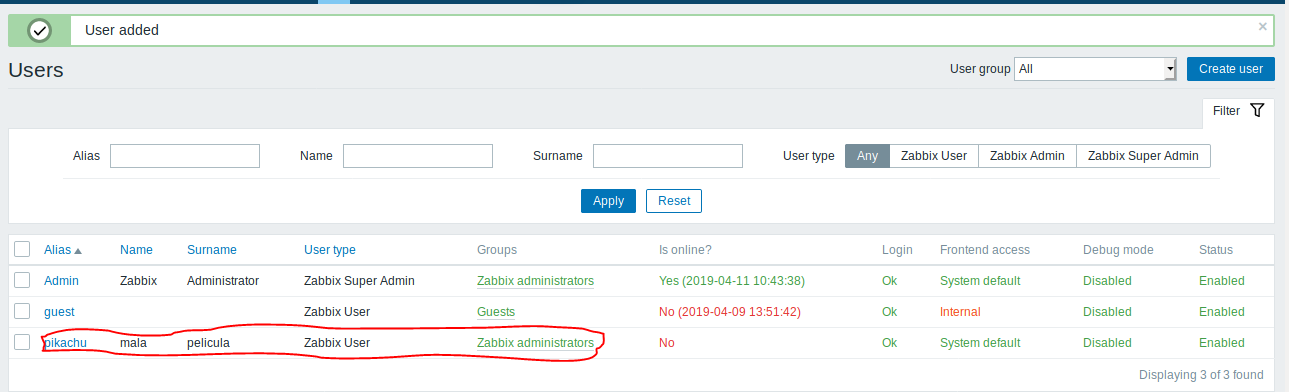 User added ×
Users User group All Create user
Filter
Alias Name Surname User type Any Zabbix User Zabbix Admin Zabbix Super Admin
Apply Reset
Alias Name Surname User type Groups Is online? Login Frontend access Debug mode Status
Admin Zabbix Administrator Zabbix Super Admin Zabbix administrators Yes (2019-04-11 10:43:38) Ok System default Disabled Enabled
guest Zabbix User Guests No (2019-04-09 13:51:42) Ok Internal Disabled Enabled
pikachu mala pelicula Zabbix User Zabbix administrators No Ok System default Disabled Enabled
Displaying 3 of 3 found